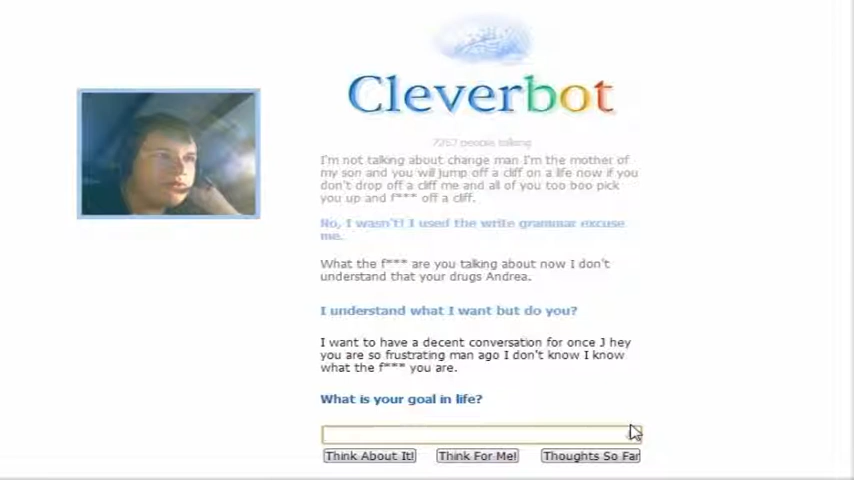 Cleverbot
7257 people talking
I'm not talking about change man I'm the mother of
my son and you will jump off a cliff on a life now if you
don't drop off a cliff me and all of you too boo pick
you up and f*** off a cliff.
No, I wasn't! I used the write grammar excuse
me.
What the f*** are you talking about now I don't
understand that your drugs Andrea.
I understand what I want but do you?
I want to have a decent conversation for once J hey
you are so frustrating man ago I don't know I know
what the f*** you are.
What is your goal in life?
Think About It! Think For Me! Thoughts So Far